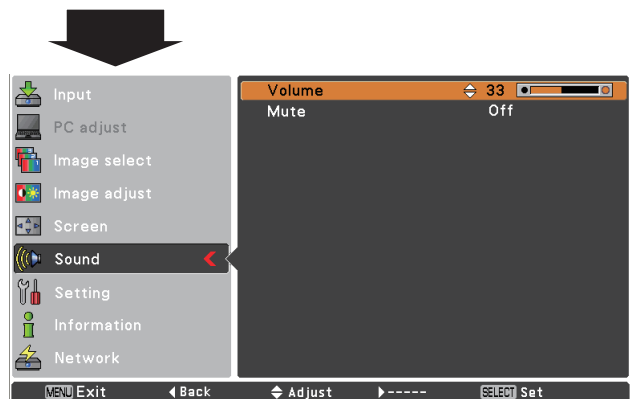 Input
PC adjust
Image select
Image adjust
Screen
Sound
Setting
Information
Network
Volume 33
Mute Off
MENU Exit Back Adjust ----- SELECT Set